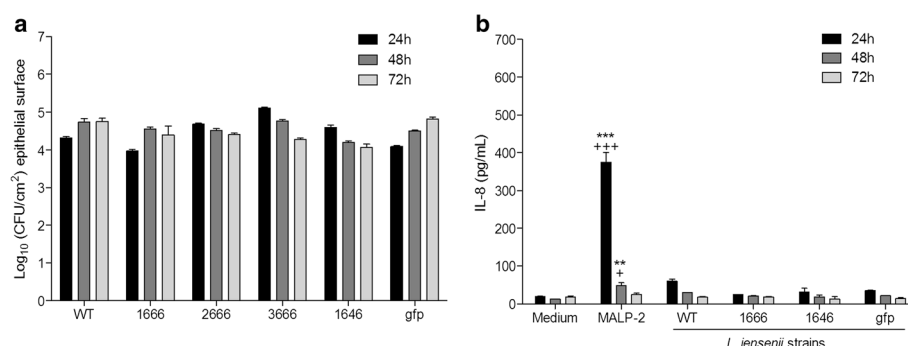 a
Log10 (CFU/cm2) epithelial surface
7
6
5
4
3
2
1
0
24h
48h
72h
WT 1666 2666 3666 1646 gfp
b
IL-8 (pg/mL)
700
600
500
400
300
200
100
0
24h
48h
72h
***
+++
**
+
Medium MALP-2 WT 1666 1646 gfp
L. jensenii strains